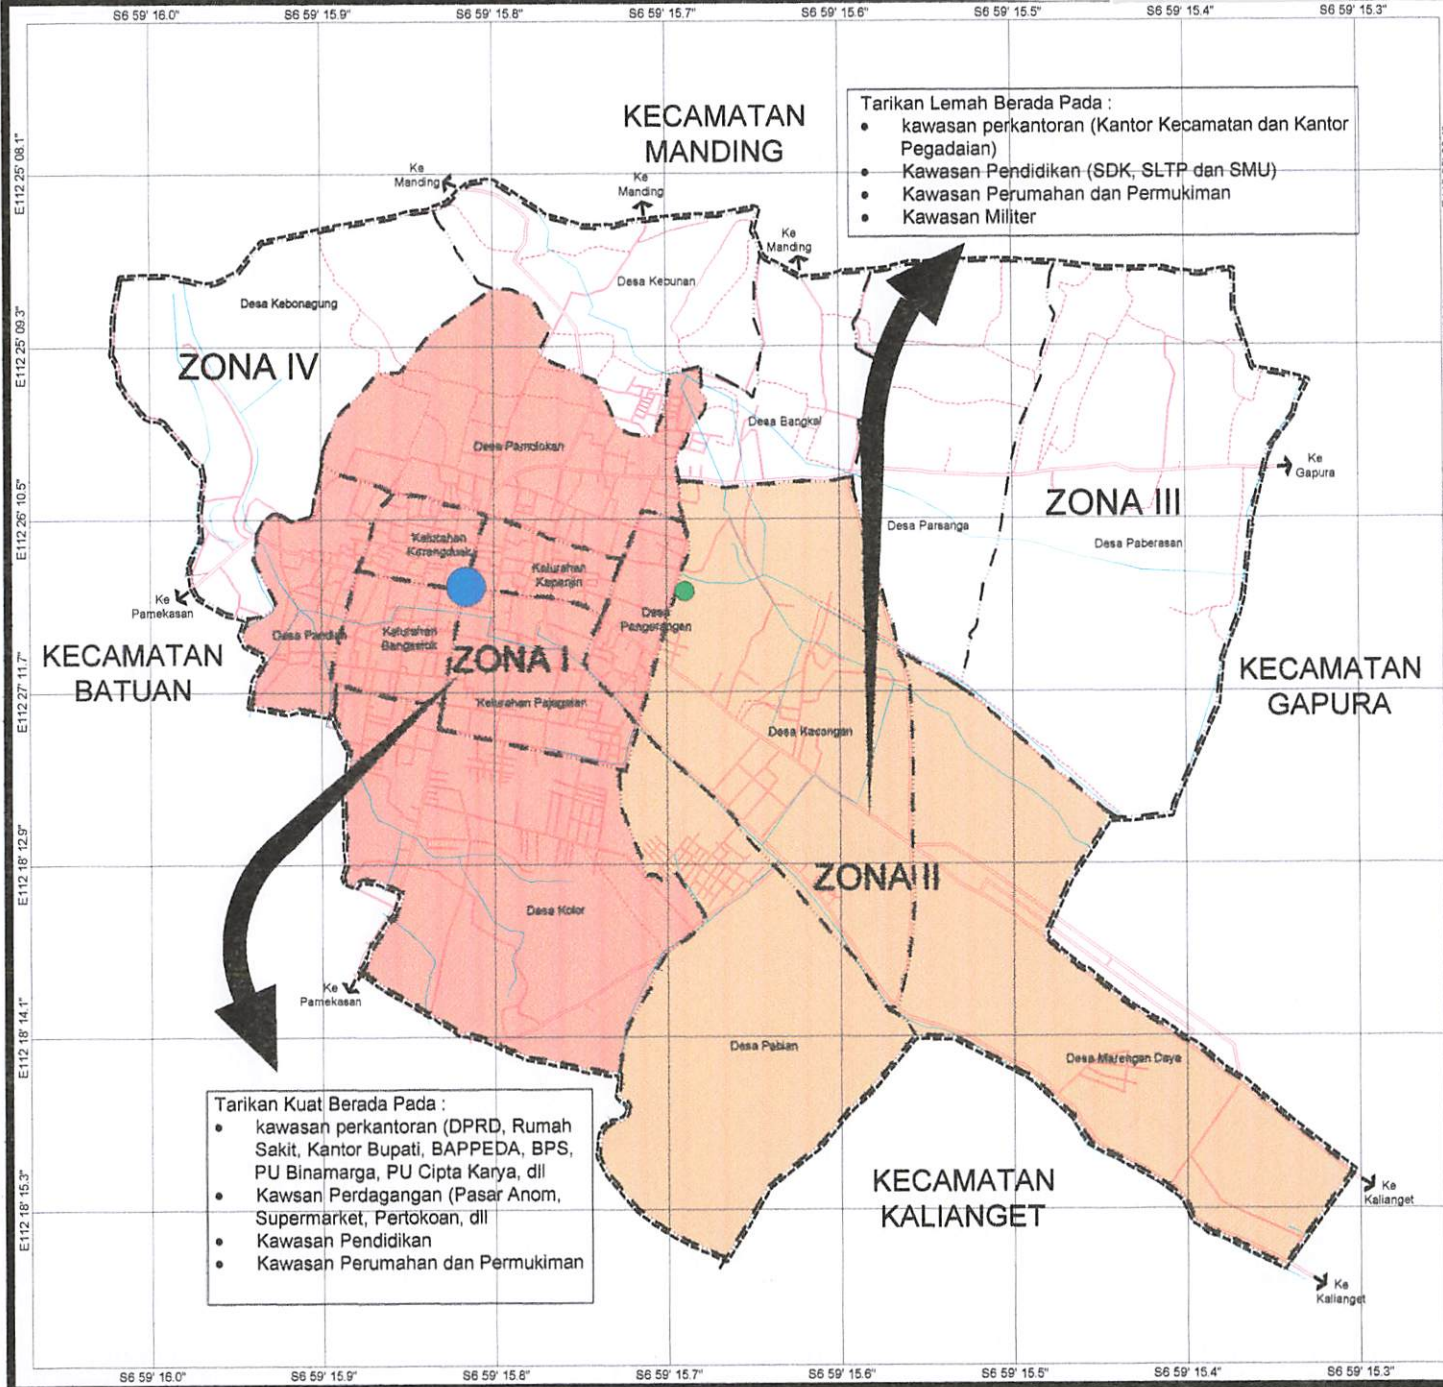 S6 59' 16.0"
S6 59' 15.9"
S6 59' 15.8"
S6 59' 15.7"
S6 59' 15.6"
S6 59' 15.5"
S6 59' 15.4"
S6 59' 15.3"
E112 25' 08.1"
E112 25' 09.3"
E112 26' 10.5"
E112 27' 11.7"
E112 18' 12.9"
E112 18' 14.1"
E112 18' 15.3"
KECAMATAN
MANDING
Tarikan Lemah Berada Pada :
• kawasan perkantoran (Kantor Kecamatan dan Kantor
Pegadaian)
• Kawasan Pendidikan (SDK, SLTP dan SMU)
• Kawasan Perumahan dan Permukiman
• Kawasan Militer
Ke
Manding
Ke
Manding
Ke
Manding
Desa Kebunan
Desa Kebonagung
ZONA IV
Desa Bangkal
Desa Pamolokan
Ke
Gapura
ZONA III
Desa Parsanga
Desa Paberasan
Kelurahan
Karangduak
Kelurahan
Kepanjin
Ke
Pamekasan
Desa
Pangarangan
Desa Pandian
Kelurahan
Bangselok
ZONA I
KECAMATAN
BATUAN
KECAMATAN
GAPURA
Kelurahan Pajagalan
Desa Kacongan
ZONA II
Desa Kolor
Ke
Pamekasan
Desa Pabian
Desa Marengan Daya
Tarikan Kuat Berada Pada :
• kawasan perkantoran (DPRD, Rumah
Sakit, Kantor Bupati, BAPPEDA, BPS,
PU Binamarga, PU Cipta Karya, dll
• Kawsan Perdagangan (Pasar Anom,
Supermarket, Pertokoan, dll
• Kawasan Pendidikan
• Kawasan Perumahan dan Permukiman
KECAMATAN
KALIANGET
Ke
Kalianget
Ke
Kalianget
S6 59' 16.0"
S6 59' 15.9"
S6 59' 15.8"
S6 59' 15.7"
S6 59' 15.6"
S6 59' 15.5"
S6 59' 15.4"
S6 59' 15.3"